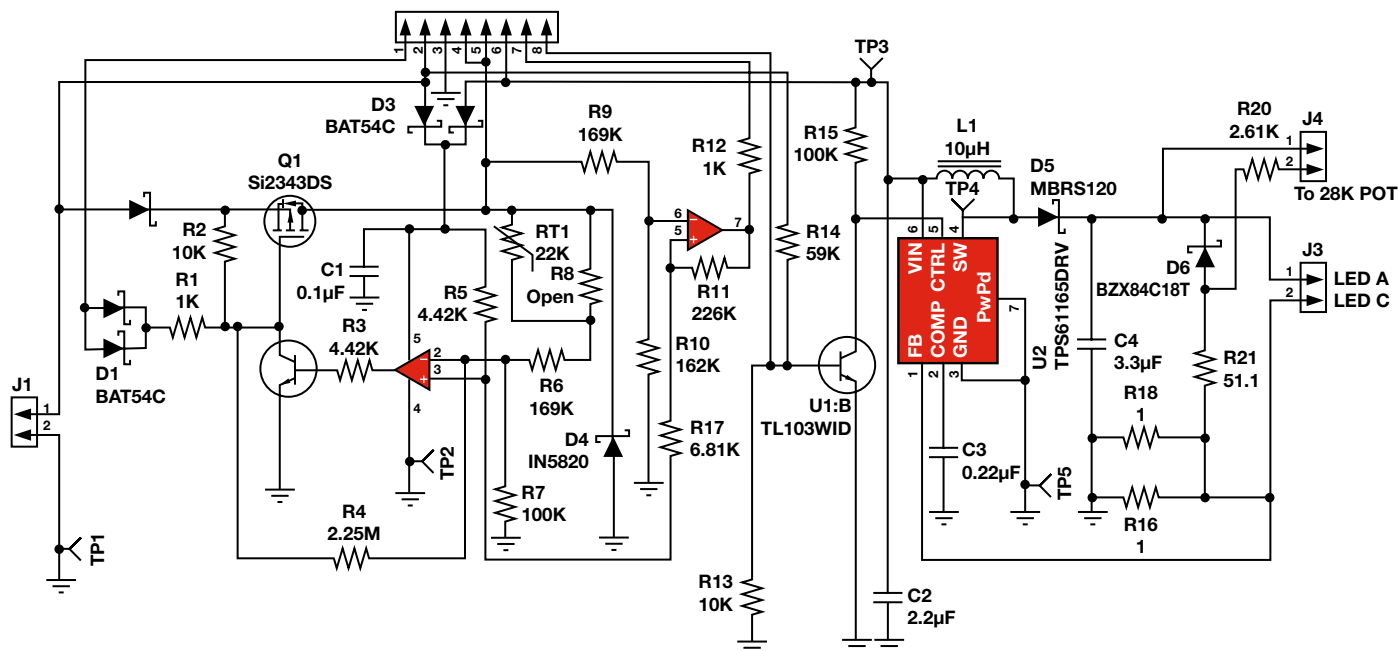 1 2 3 4 5 6 7 8
TP3
D3
BAT54C
R9
169K
R12
1K
R15
100K
L1
10µH
R20
2.61K
J4
1
2
To 28K POT
D5
MBRS120
TP4
Q1
Si2343DS
R2
10K
RT1
22K
R8
Open
6
5
7
R14
59K
6 5 4
VIN
CTRL
SW
FB
COMP
GND
PwPd
7
1 2 3
U2
TPS61165DRV
D6
BZX84C18T
J3
1
2
LED A
LED C
R1
1K
C1
0.1µF
R5
4.42K
R11
226K
R3
4.42K
5
2
3
4
R6
169K
R10
162K
C4
3.3µF
R21
51.1
D1
BAT54C
J1
1
2
U1:B
TL103WID
R18
1
D4
IN5820
R17
6.81K
C3
0.22µF
TP2
TP5
R7
100K
R4
2.25M
R16
1
TP1
R13
10K
C2
2.2µF